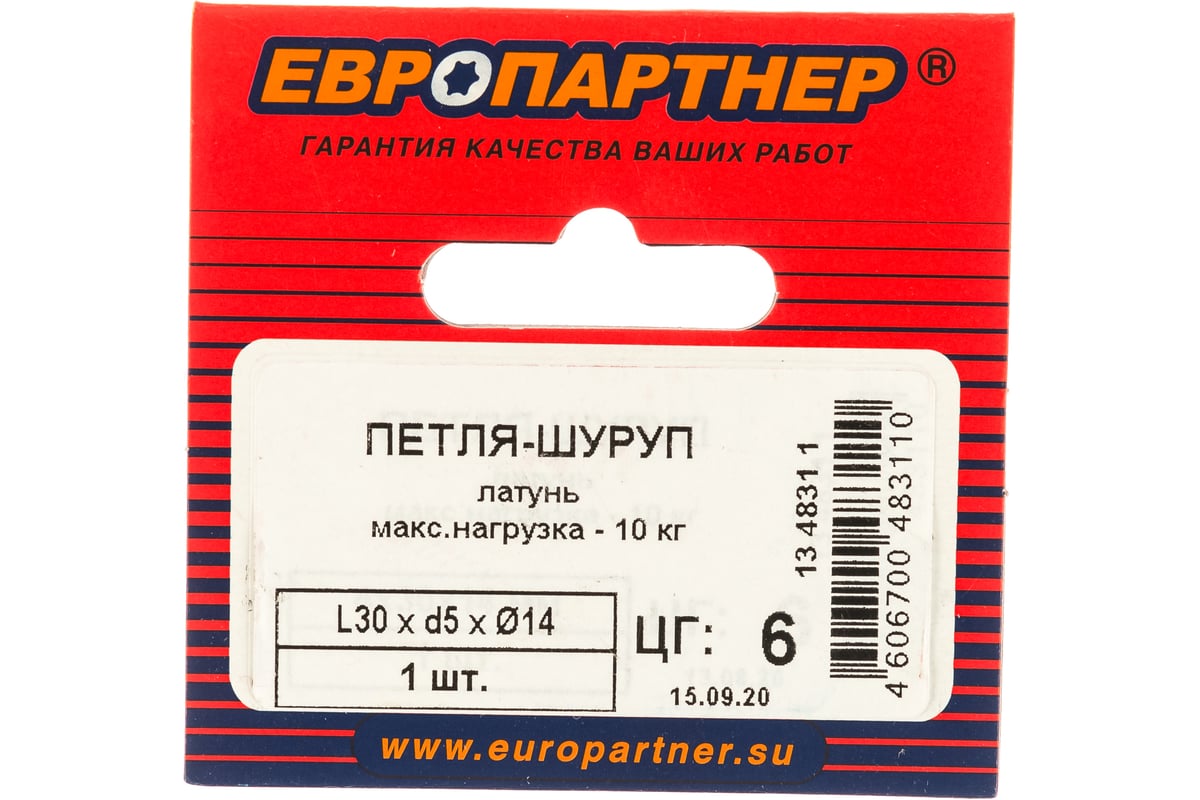 ЕВРОПАРТНЕР ®
ГАРАНТИЯ КАЧЕСТВА ВАШИХ РАБОТ
ПЕТЛЯ-ШУРУП
латунь
макс.нагрузка - 10 кг
L30 x d5 x Ø14
1 шт.
ЦГ: 6
15.09.20
13 4831 1
4 606700 483110
www.europartner.su